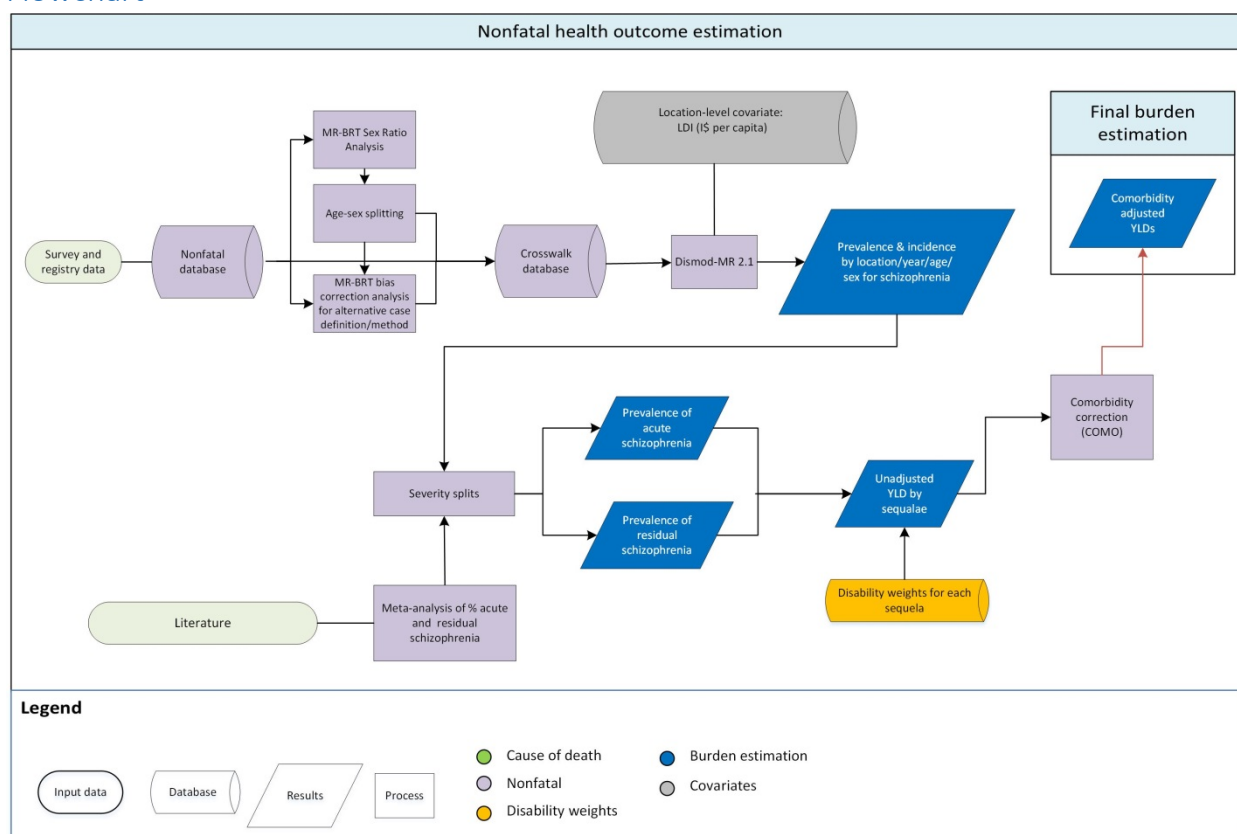 Flowchart
Nonfatal health outcome estimation
Survey and
registry data
Nonfatal
database
MR-BRT Sex Ratio
Analysis
Age-sex splitting
MR-BRT bias
correction analysis
for alternative case
definition/method
Crosswalk
database
Location-level covariate:
LDI (I$ per capita)
Dismod-MR 2.1
Prevalence & incidence
by location/year/age/
sex for schizophrenia
Final burden
estimation
Comorbidity
adjusted
YLDs
Comorbidity
correction
(COMO)
Severity splits
Prevalence of
acute
schizophrenia
Prevalence of
residual
schizophrenia
Unadjusted
YLD by
sequalae
Disability weights for each
sequela
Literature
Meta-analysis of % acute
and residual
schizophrenia
Legend
Input data
Database
Results
Process
Cause of death
Nonfatal
Disability weights
Burden estimation
Covariates